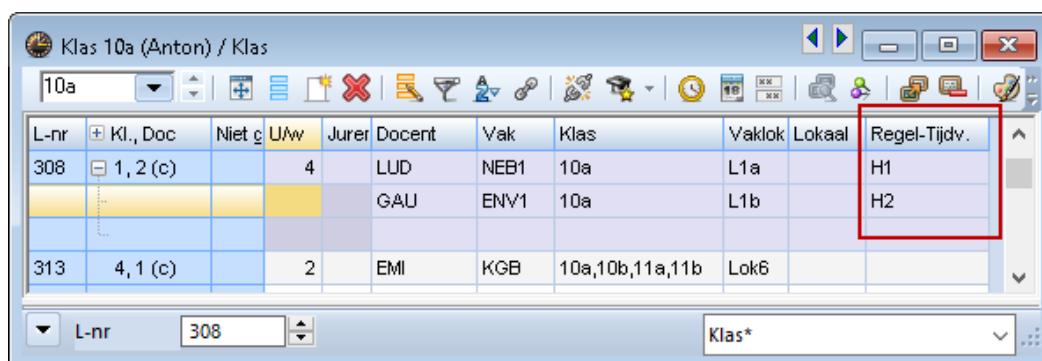 Klas 10a (Anton) / Klas
10a
L-nr Kl., Doc Niet g U/w Jurer Docent Vak Klas Vaklok Lokaal Regel-Tijdv.
308 1, 2 (c) 4 LUD NEB1 10a L1a H1
GAU ENV1 10a L1b H2
313 4, 1 (c) 2 EMI KGB 10a,10b,11a,11b Lok6
L-nr 308 Klas*